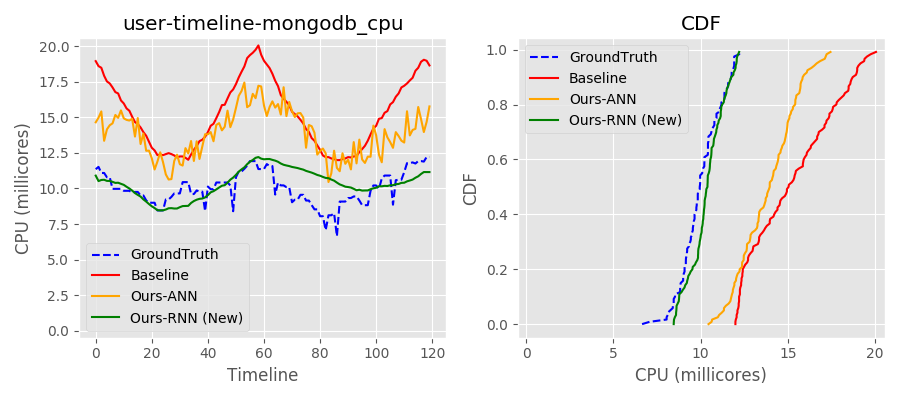 user-timeline-mongodb_cpu
CPU (millicores)
20.0
17.5
15.0
12.5
10.0
7.5
5.0
2.5
0.0
GroundTruth
Baseline
Ours-ANN
Ours-RNN (New)
0 20 40 60 80 100 120
Timeline
CDF
CDF
1.0
0.8
0.6
0.4
0.2
0.0
GroundTruth
Baseline
Ours-ANN
Ours-RNN (New)
0 5 10 15 20
CPU (millicores)